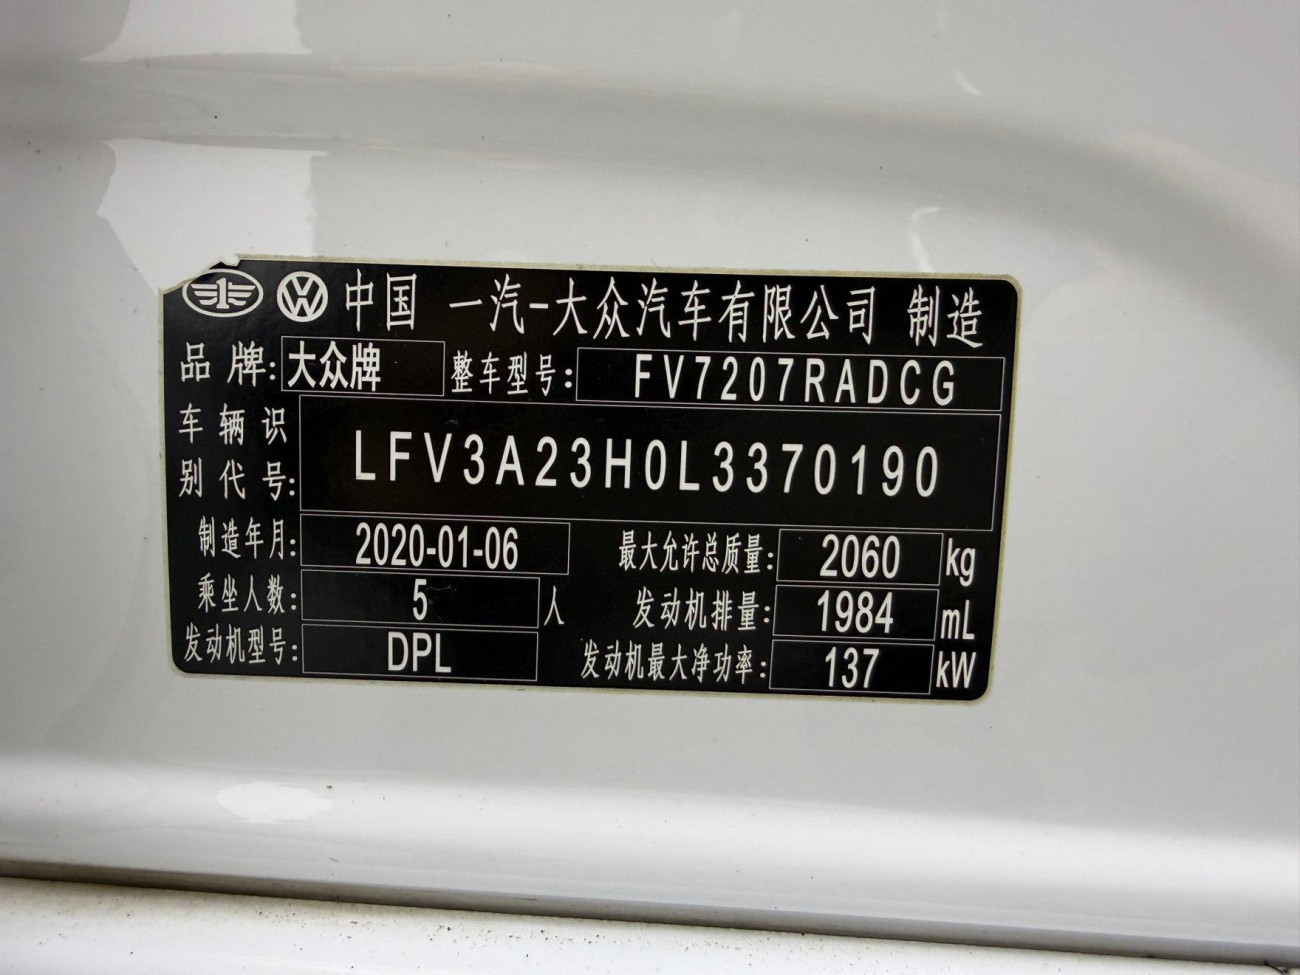 中国 一汽-大众汽车有限公司 制造
品牌: 大众牌 整车型号: FV7207RADCG
车辆识别代号: LFV3A23H0L3370190
制造年月: 2020-01-06 最大允许总质量: 2060 kg
乘坐人数: 5 人 发动机排量: 1984 mL
发动机型号: DPL 发动机最大净功率: 137 kW